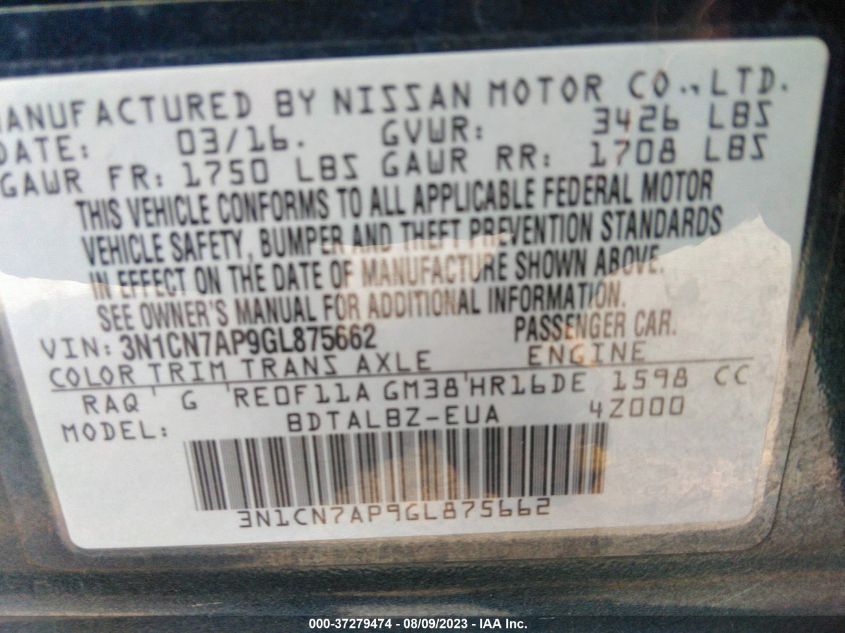 MANUFACTURED BY NISSAN MOTOR CO., LTD.
DATE: 03/16. GVWR: 3426 LBS
GAWR FR: 1750 LBS GAWR RR: 1708 LBS
THIS VEHICLE CONFORMS TO ALL APPLICABLE FEDERAL MOTOR
VEHICLE SAFETY, BUMPER AND THEFT PREVENTION STANDARDS
IN EFFECT ON THE DATE OF MANUFACTURE SHOWN ABOVE.
SEE OWNER'S MANUAL FOR ADDITIONAL INFORMATION.
VIN: 3N1CN7AP9GL875662 PASSENGER CAR.
COLOR TRIM TRANS AXLE ENGINE
RAQ G RE0F11A GM38 HR16DE 1598 CC
MODEL: BDTALBZ-EUA 4Z000
3N1CN7AP9GL875662
000-37279474 - 08/09/2023 - IAA Inc.